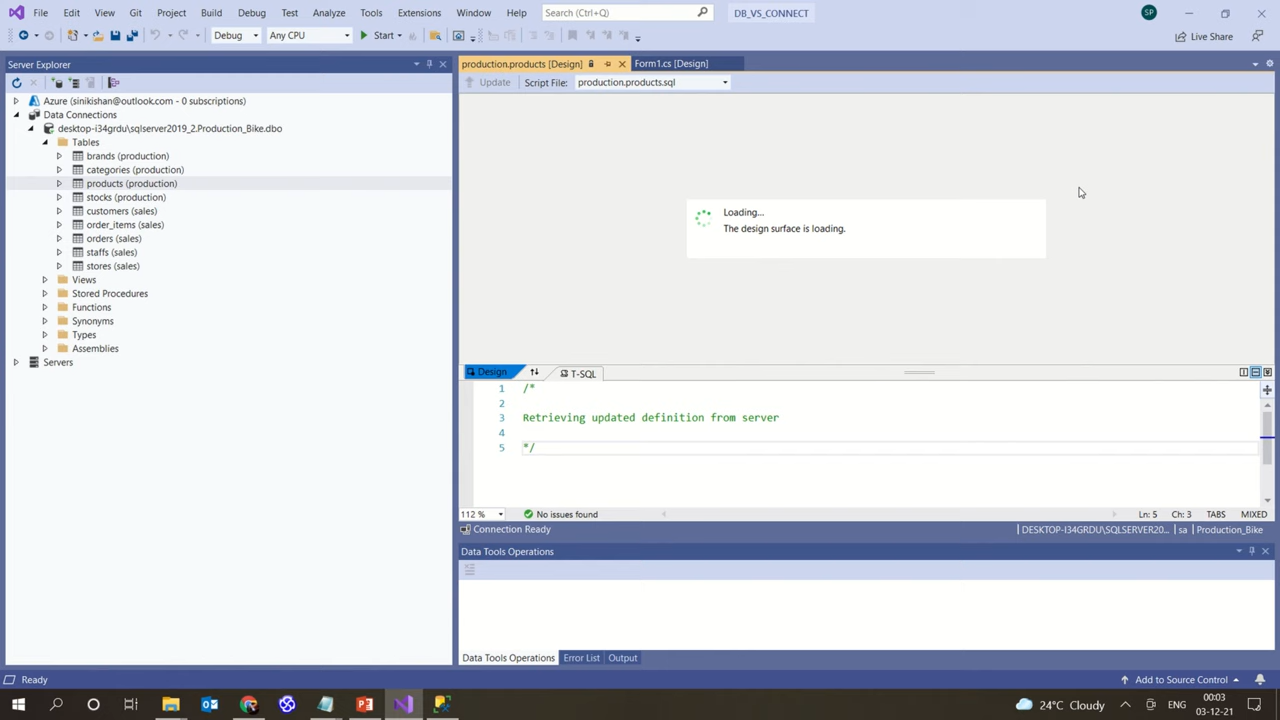 File Edit View Git Project Build Debug Test Analyze Tools Extensions Window Help Search (Ctrl+Q) DB_VS_CONNECT SP
Debug Any CPU Start Live Share
Server Explorer
production.products [Design] Form1.cs [Design]
Update Script File: production.products.sql
Azure (sinikishan@outlook.com - 0 subscriptions)
Data Connections
desktop-i34grdu\sqlserver2019_2.Production_Bike.dbo
Tables
brands (production)
categories (production)
products (production)
stocks (production)
customers (sales)
order_items (sales)
orders (sales)
staffs (sales)
stores (sales)
Views
Stored Procedures
Functions
Synonyms
Types
Assemblies
Servers
Loading...
The design surface is loading.
Design T-SQL
1 /*
2
3 Retrieving updated definition from server
4
5 */
112 % No issues found Ln: 5 Ch: 3 TABS MIXED
Connection Ready DESKTOP-I34GRDU\SQLSERVER20... sa Production_Bike
Data Tools Operations
Data Tools Operations Error List Output
Ready Add to Source Control
24°C Cloudy ENG 00:03
03-12-21